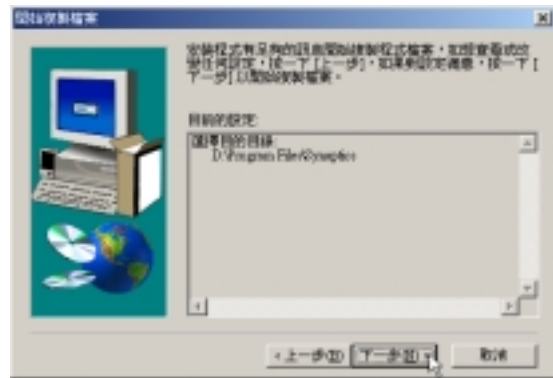 開始複製檔案
安裝程式有足夠的訊息開始複製程式檔案。如想查看或改
變任何設定,按一下 [上一步]。如果對設定滿意,按一下 [
下一步] 以開始複製檔案。
目前的設定:
選擇目的目錄:
D:\Program Files\Synaptics
<上一步(B)
下一步(N) >
取消